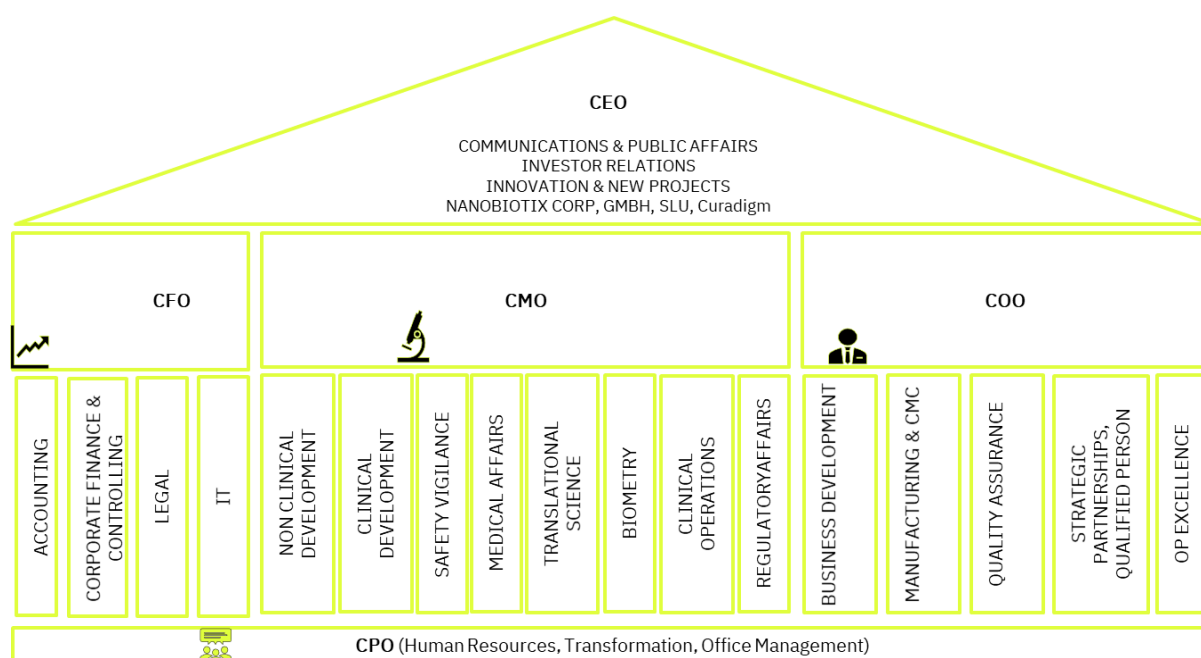 CEO
COMMUNICATIONS & PUBLIC AFFAIRS
INVESTOR RELATIONS
INNOVATION & NEW PROJECTS
NANOBIOTIX CORP, GMBH, SLU, Curadigm
CFO
CMO
COO
ACCOUNTING
CORPORATE FINANCE &
CONTROLLING
LEGAL
IT
NON CLINICAL
DEVELOPMENT
CLINICAL
DEVELOPMENT
SAFETY VIGILANCE
MEDICAL AFFAIRS
TRANSLATIONAL
SCIENCE
BIOMETRY
CLINICAL
OPERATIONS
REGULATORYAFFAIRS
BUSINESS DEVELOPMENT
MANUFACTURING & CMC
QUALITY ASSURANCE
STRATEGIC
PARTNERSHIPS,
QUALIFIED PERSON
OP EXCELLENCE
CPO (Human Resources, Transformation, Office Management)